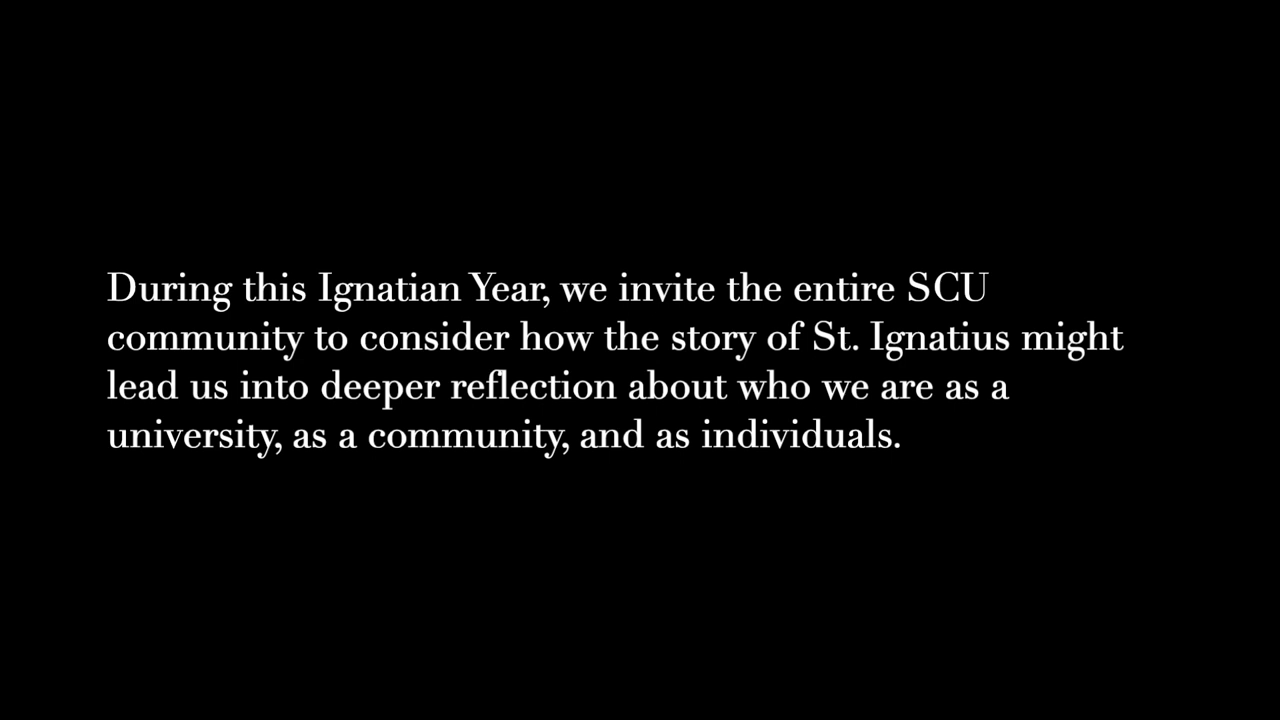 During this Ignatian Year, we invite the entire SCU
community to consider how the story of St. Ignatius might
lead us into deeper reflection about who we are as a
university, as a community, and as individuals.